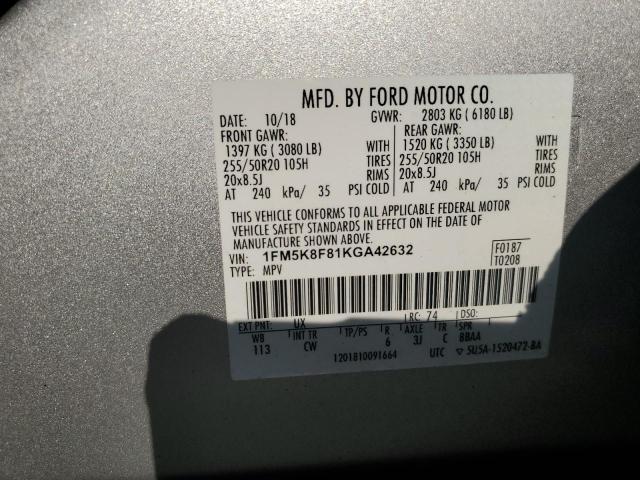 MFD. BY FORD MOTOR CO.
DATE: 10/18 GVWR: 2803 KG ( 6180 LB)
FRONT GAWR: REAR GAWR:
1397 KG ( 3080 LB) WITH 1520 KG ( 3350 LB) WITH
255/50R20 105H TIRES 255/50R20 105H TIRES
20x8.5J RIMS 20x8.5J RIMS
AT 240 kPa/ 35 PSI COLD AT 240 kPa/ 35 PSI COLD
THIS VEHICLE CONFORMS TO ALL APPLICABLE FEDERAL MOTOR
VEHICLE SAFETY STANDARDS IN EFFECT ON THE DATE OF
MANUFACTURE SHOWN ABOVE.
VIN: 1FM5K8F81KGA42632 F0187
TYPE: MPV T0208
EXT PNT: UX RC: 74 DSO:
WB INT TR TP/PS R AXLE TR SPR
113 CW 6 3J C BBAA
1201810091664 UTC ▽ 5U5A-1520472-BA